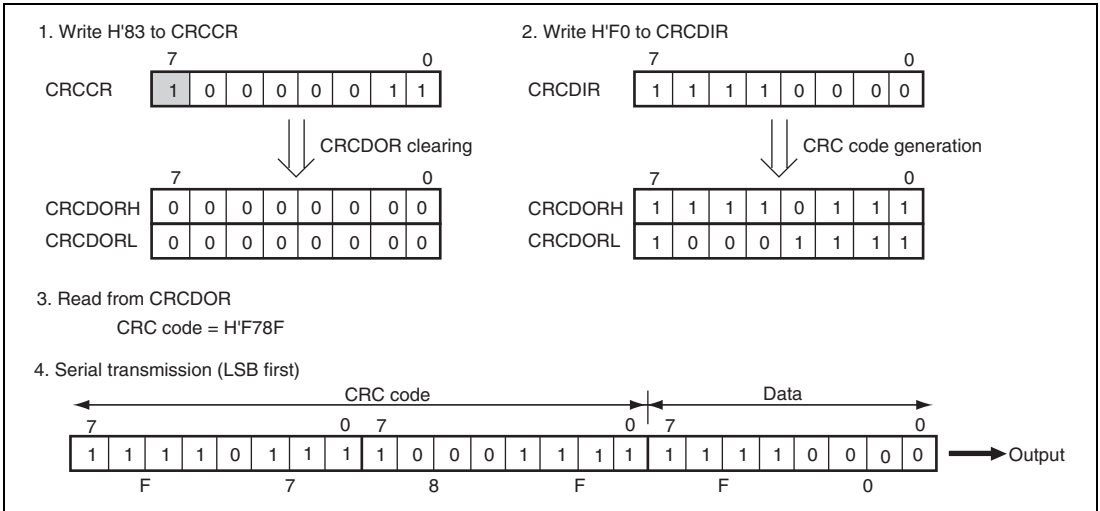 1. Write H'83 to CRCCR
7 0
CRCCR 1 0 0 0 0 0 1 1
CRCDOR clearing
7 0
CRCDORH 0 0 0 0 0 0 0 0
CRCDORL 0 0 0 0 0 0 0 0
2. Write H'F0 to CRCDIR
7 0
CRCDIR 1 1 1 1 0 0 0 0
CRC code generation
7 0
CRCDORH 1 1 1 1 0 1 1 1
CRCDORL 1 0 0 0 1 1 1 1
3. Read from CRCDOR
CRC code = H'F78F
4. Serial transmission (LSB first)
CRC code Data
7 0 7 0 7 0
1 1 1 1 0 1 1 1 1 0 0 0 1 1 1 1 1 1 1 1 0 0 0 0 Output
F 7 8 F F 0